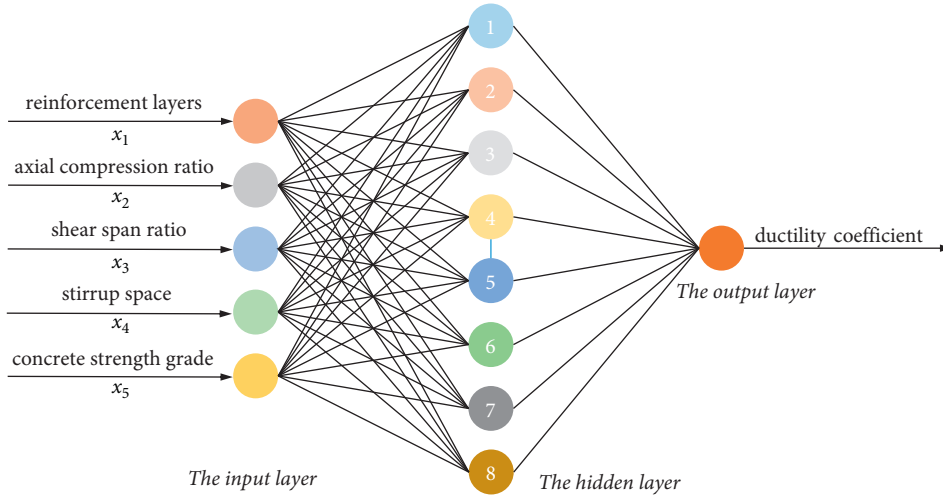 reinforcement layers
x1
axial compression ratio
x2
shear span ratio
x3
stirrup space
x4
concrete strength grade
x5
The input layer
1
2
3
4
5
6
7
8
The hidden layer
ductility coefficient
The output layer